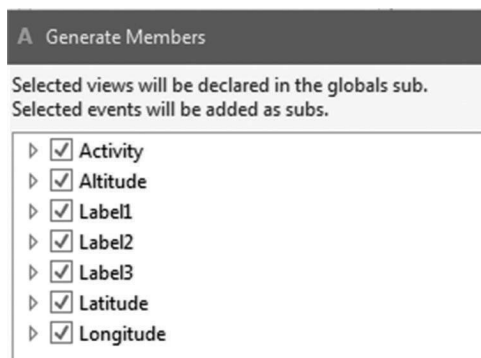 A Generate Members
Selected views will be declared in the globals sub.
Selected events will be added as subs.
Activity
Altitude
Label1
Label2
Label3
Latitude
Longitude